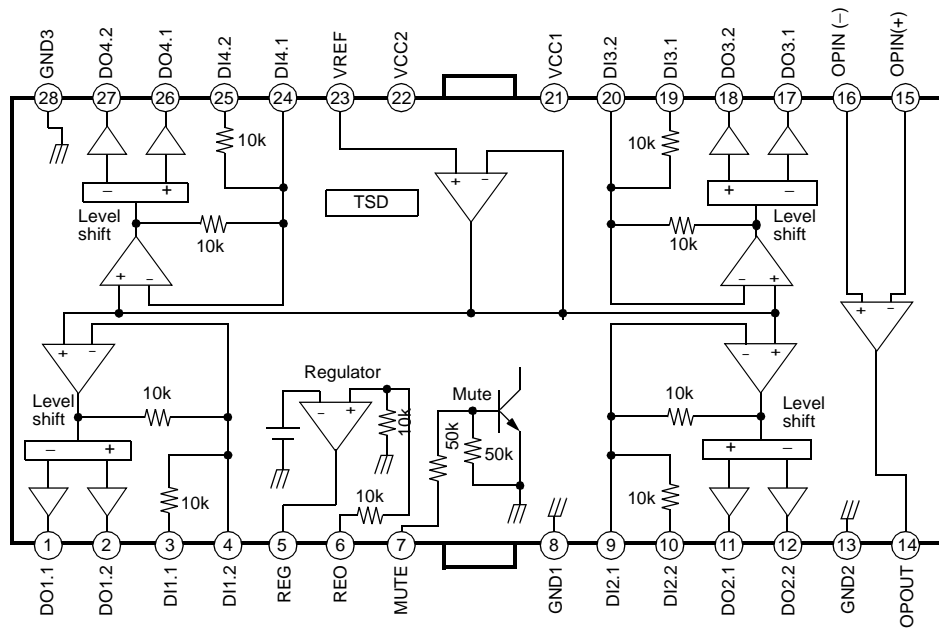 GND3
DO4.2
DO4.1
DI4.2
DI4.1
VREF
VCC2
VCC1
DI3.2
DI3.1
DO3.2
DO3.1
OPIN (−)
OPIN(+)
28 27 26 25 24 23 22 21 20 19 18 17 16 15
10k
10k
− +
+ −
+ −
TSD
Level
shift
10k
10k
Level
shift
+ −
− +
+ −
+ −
− +
Regulator
Mute
10k
10k
Level
shift
− +
10k
50k
50k
Level
shift
− +
+ −
10k
10k
10k
1 2 3 4 5 6 7 8 9 10 11 12 13 14
DO1.1
DO1.2
DI1.1
DI1.2
REG
REO
MUTE
GND1
DI2.1
DI2.2
DO2.1
DO2.2
GND2
OPOUT